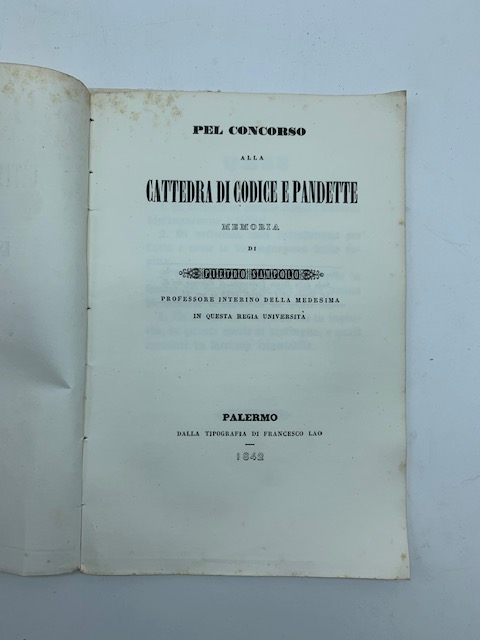 PEL CONCORSO
ALLA
CATTEDRA DI CODICE E PANDETTE
MEMORIA
DI
PIETRO SAMPOLO
PROFESSORE INTERINO DELLA MEDESIMA
IN QUESTA REGIA UNIVERSITÀ
PALERMO
DALLA TIPOGRAFIA DI FRANCESCO LAO
1842